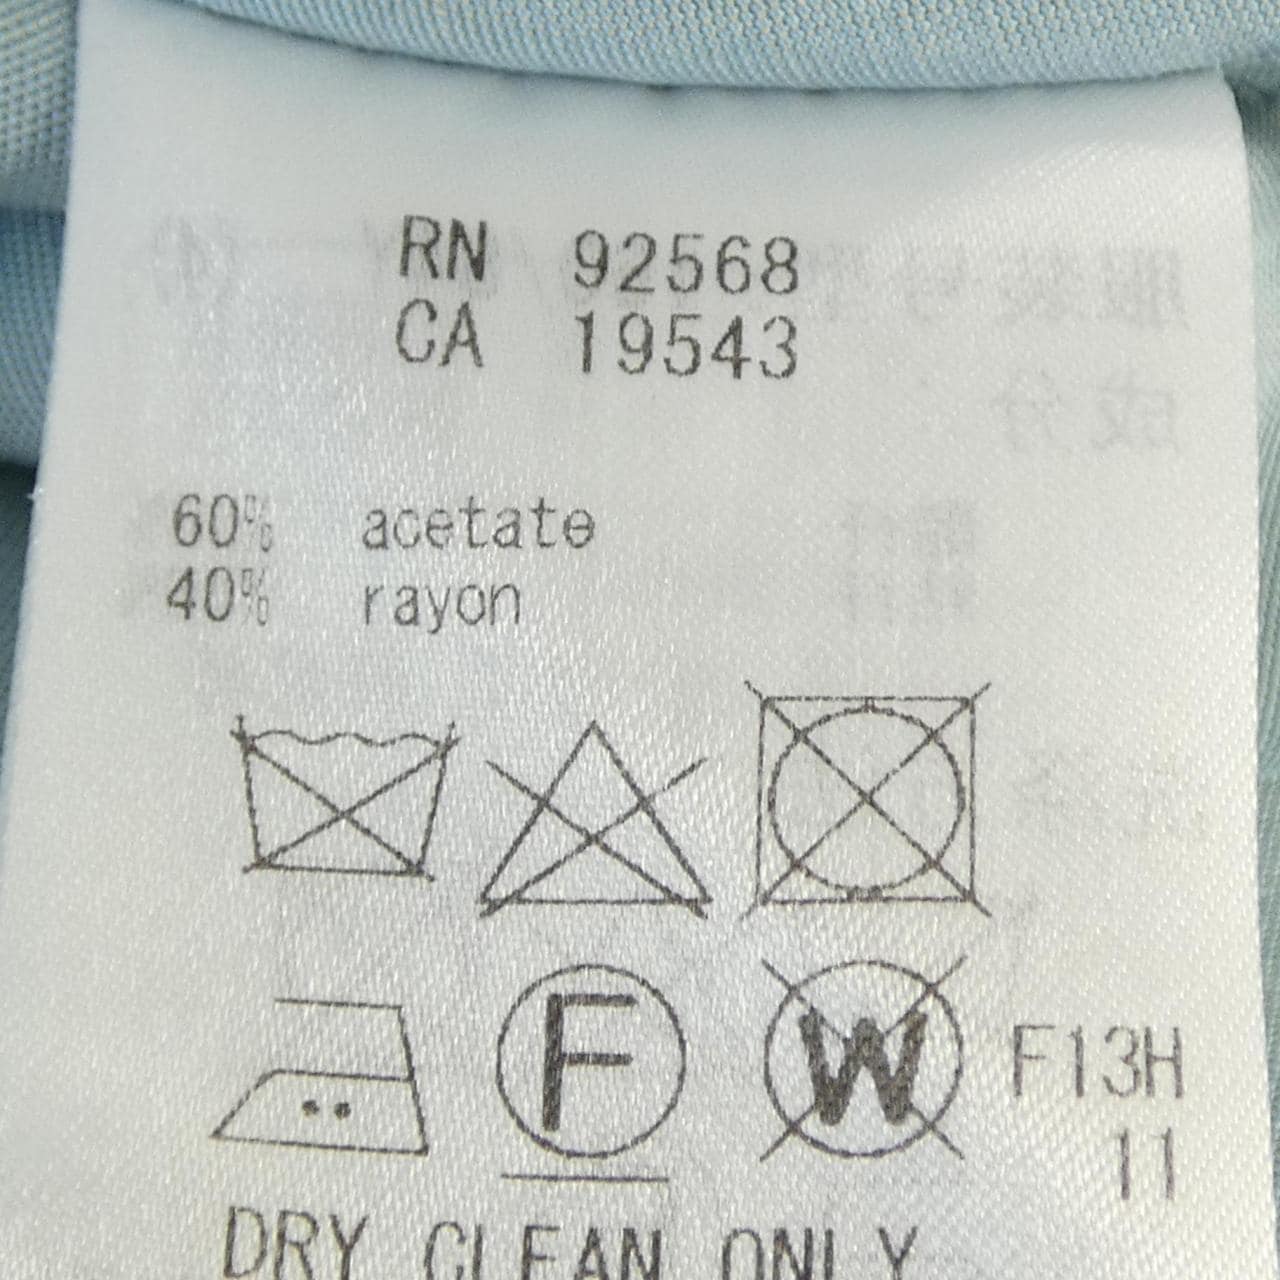 RN 92568
CA 19543
60% acetate
40% rayon
F W F13H
11
DRY CLEAN ONLY